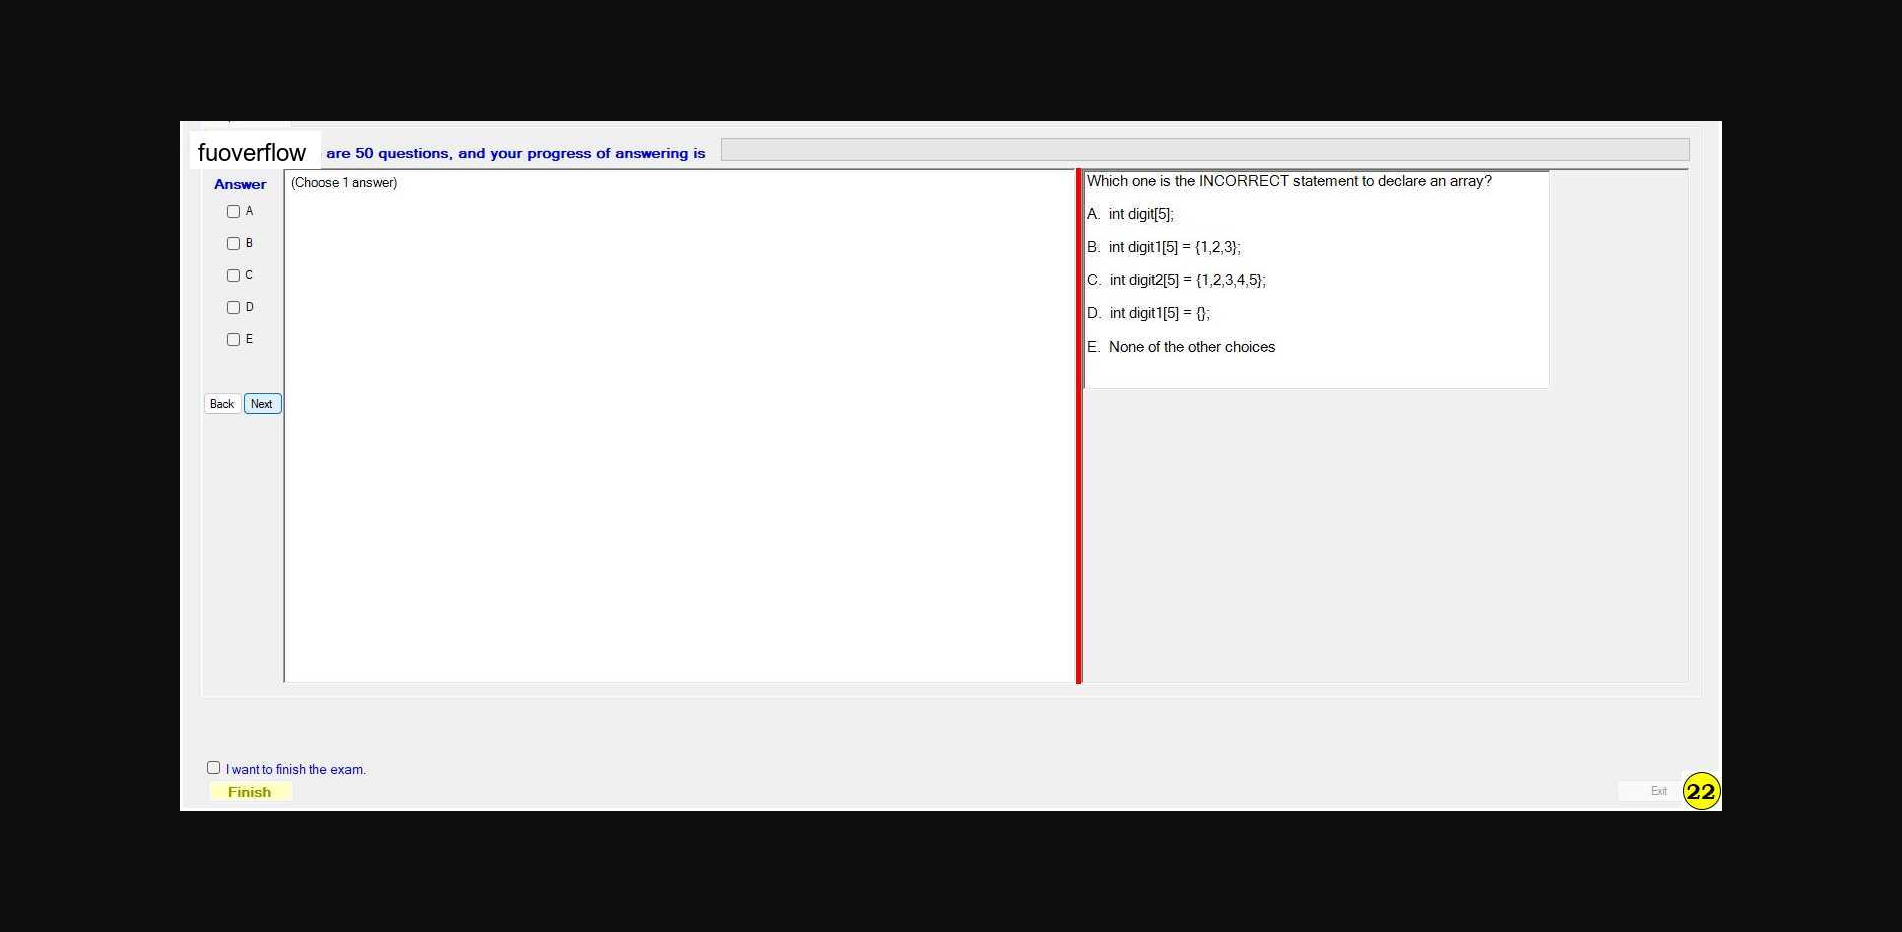 fuoverflow are 50 questions, and your progress of answering is
Answer
A
B
C
D
E
Back Next
(Choose 1 answer)
Which one is the INCORRECT statement to declare an array?
A. int digit[5];
B. int digit1[5] = {1,2,3};
C. int digit2[5] = {1,2,3,4,5};
D. int digit1[5] = {};
E. None of the other choices
I want to finish the exam.
Finish
Exit
22